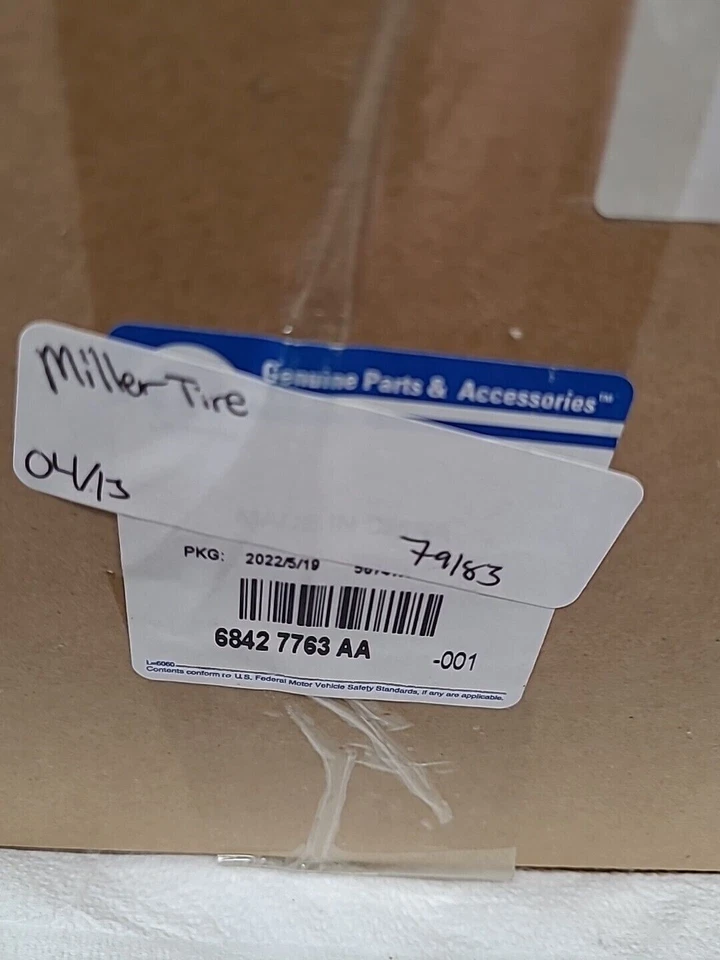 Genuine Parts & Accessories™
Miller Tire
04/13
79/83
PKG: 2022/5/19
6842 7763 AA -001
L-6060
Contents conform to U.S. Federal Motor Vehicle Safety Standards, if any are applicable.